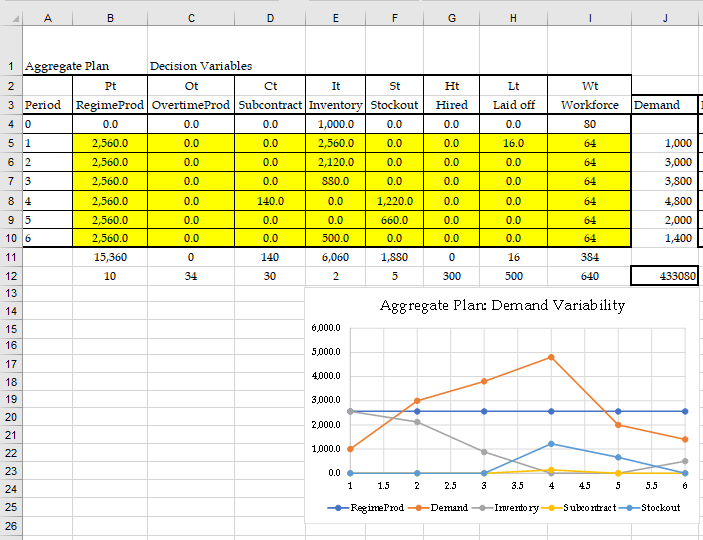 A B C D E F G H I J
1 Aggregate Plan Decision Variables
2 Pt Ot Ct It St Ht Lt Wt
3 Period RegimeProd OvertimeProd Subcontract Inventory Stockout Hired Laid off Workforce Demand
4 0 0.0 0.0 0.0 1,000.0 0.0 0.0 0.0 80
5 1 2,560.0 0.0 0.0 2,560.0 0.0 0.0 16.0 64 1,000
6 2 2,560.0 0.0 0.0 2,120.0 0.0 0.0 0.0 64 3,000
7 3 2,560.0 0.0 0.0 880.0 0.0 0.0 0.0 64 3,800
8 4 2,560.0 0.0 140.0 0.0 1,220.0 0.0 0.0 64 4,800
9 5 2,560.0 0.0 0.0 0.0 660.0 0.0 0.0 64 2,000
10 6 2,560.0 0.0 0.0 500.0 0.0 0.0 0.0 64 1,400
11 15,360 0 140 6,060 1,880 0 16 384
12 10 34 30 2 5 300 500 640 433080
13
14
15
16
17
18
19
20
21
22
23
24
25
26
Aggregate Plan: Demand Variability
6,000.0
5,000.0
4,000.0
3,000.0
2,000.0
1,000.0
0.0
1 1.5 2 2.5 3 3.5 4 4.5 5 5.5 6
RegimeProd Demand Inventory Subcontract Stockout